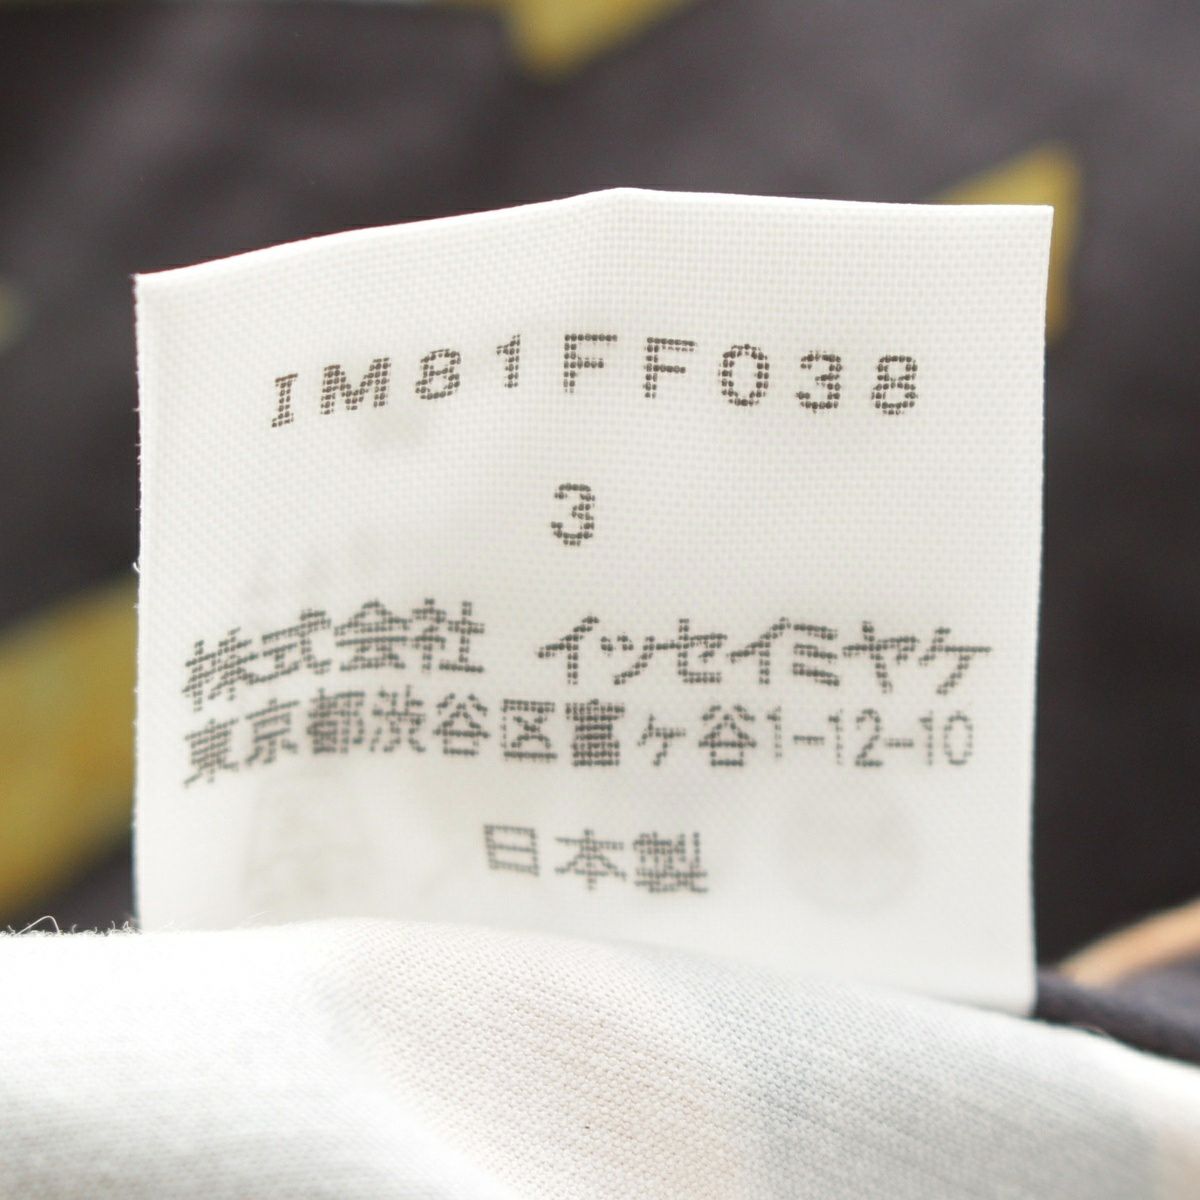 IM81FF038
3
株式会社 イッセイミヤケ
東京都渋谷区富ヶ谷1-12-10
日本製